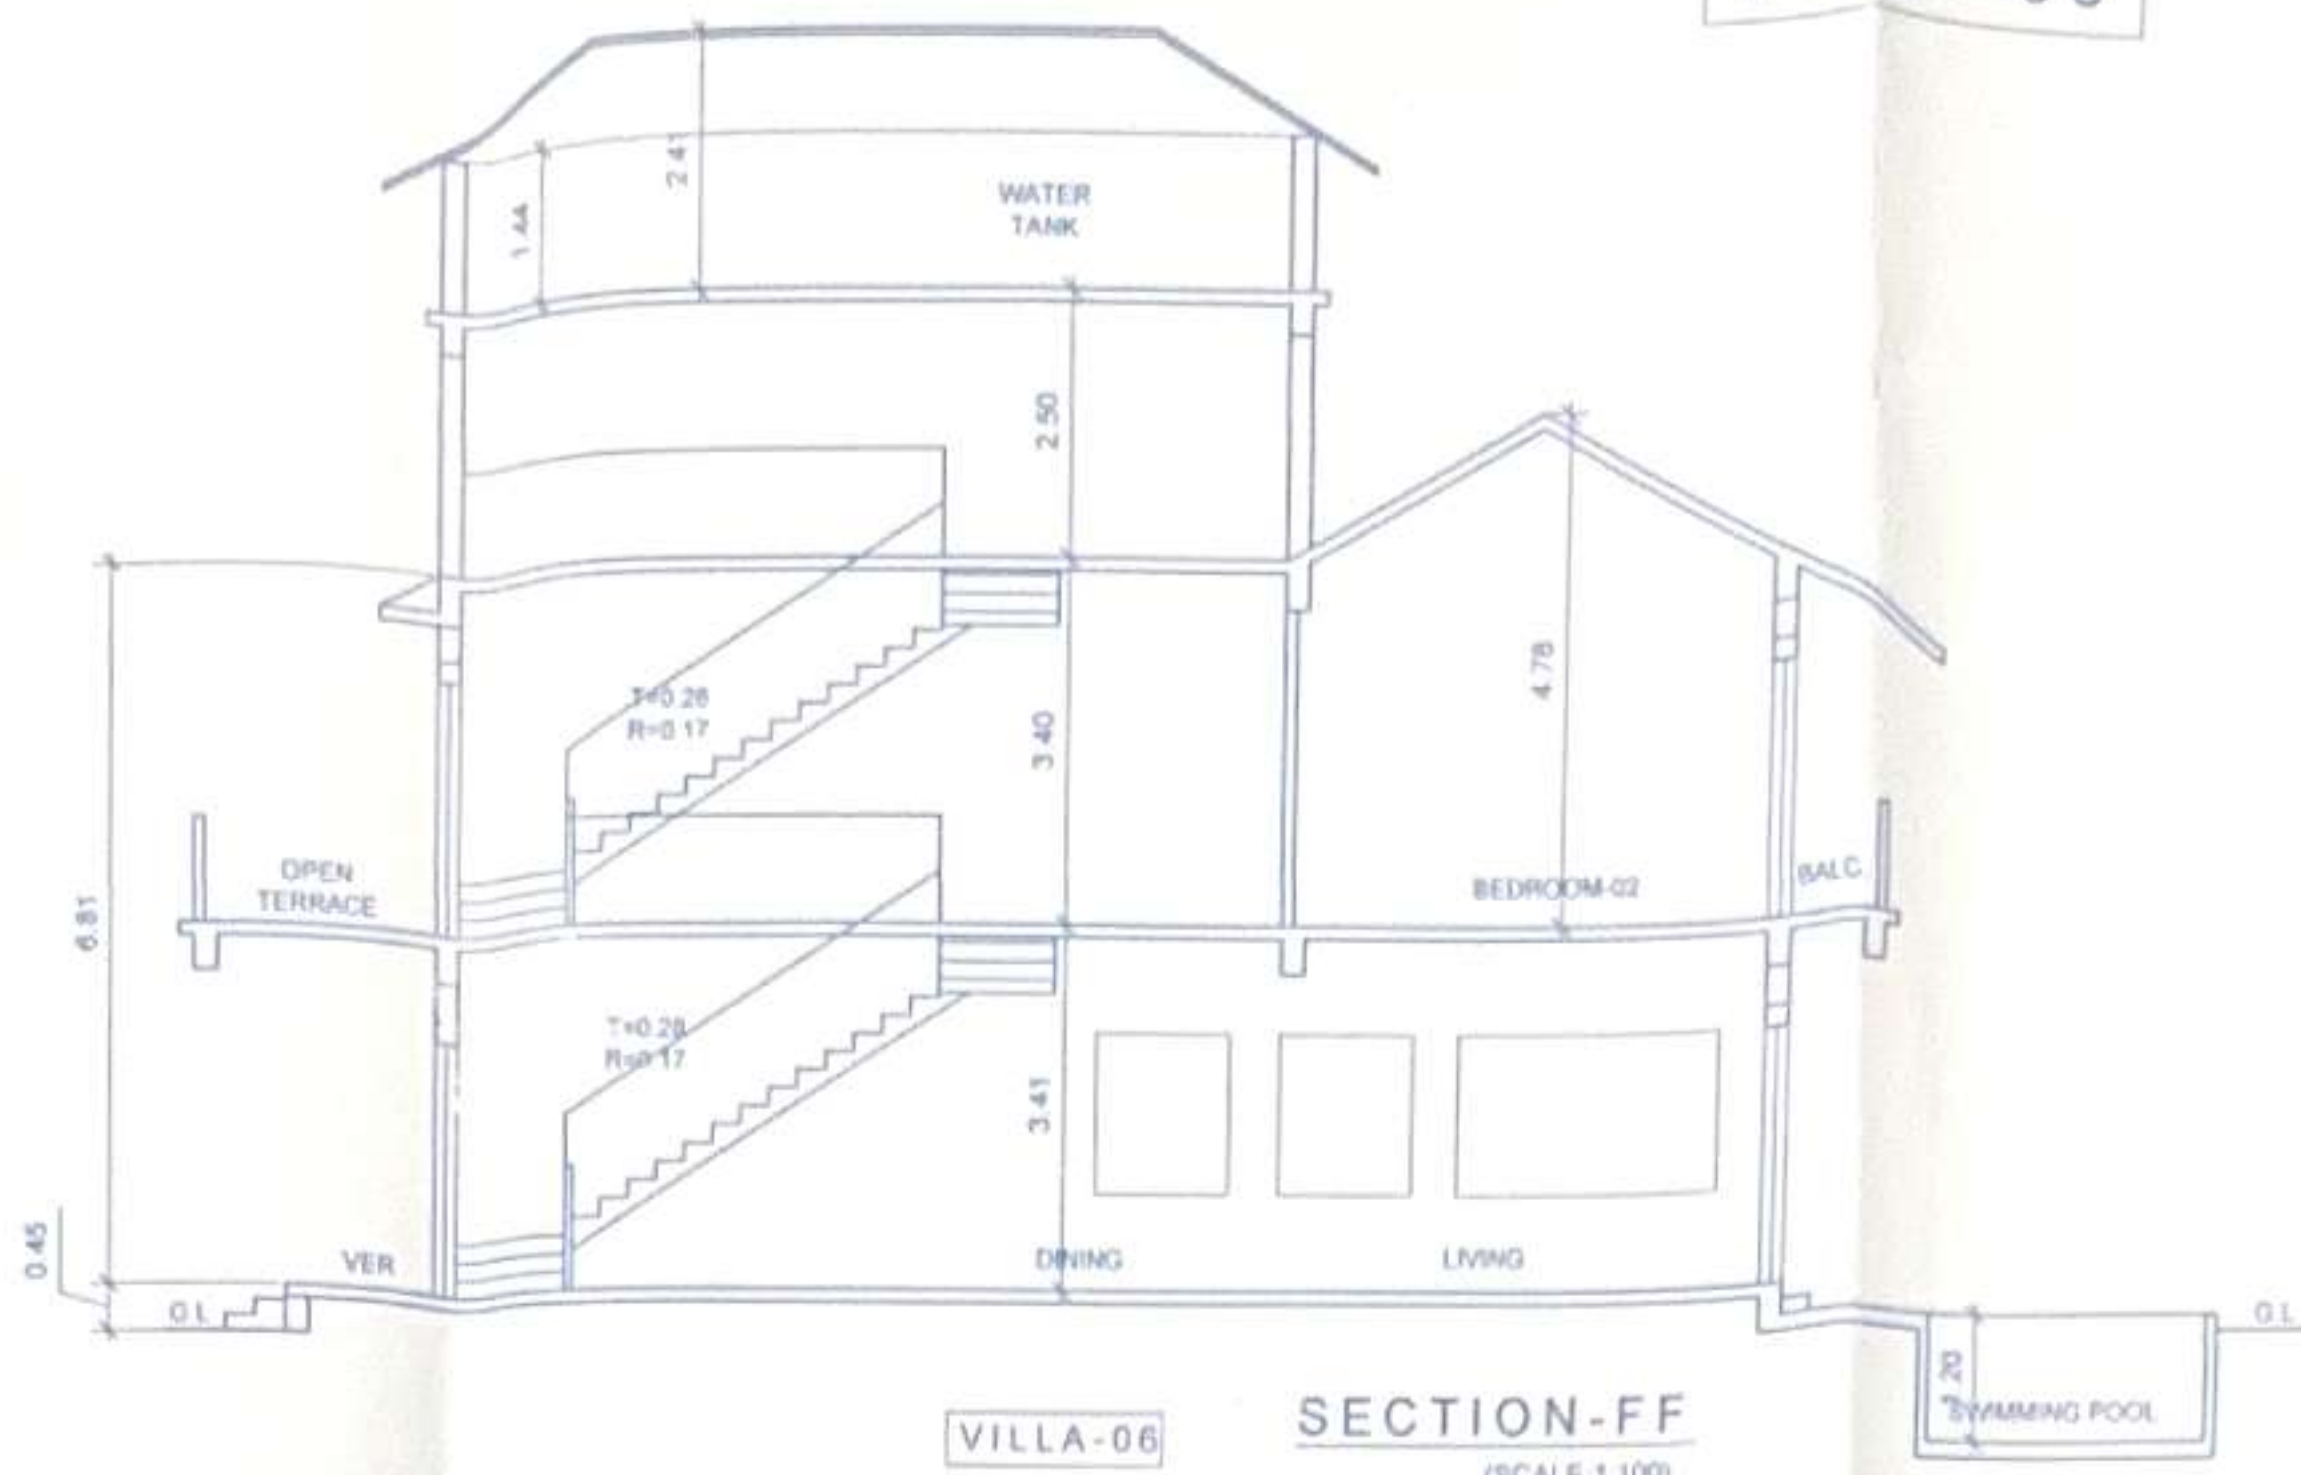 2.41
1.44
WATER
TANK
2.50
4.78
T=0.28
R=0.17
3.40
OPEN
TERRACE
BEDROOM-02
BALC
6.81
T=0.28
R=0.17
3.41
0.45
VER
DINING
LIVING
G.L
G.L
SWIMMING POOL
VILLA-06
SECTION-FF
(SCALE-1:100)